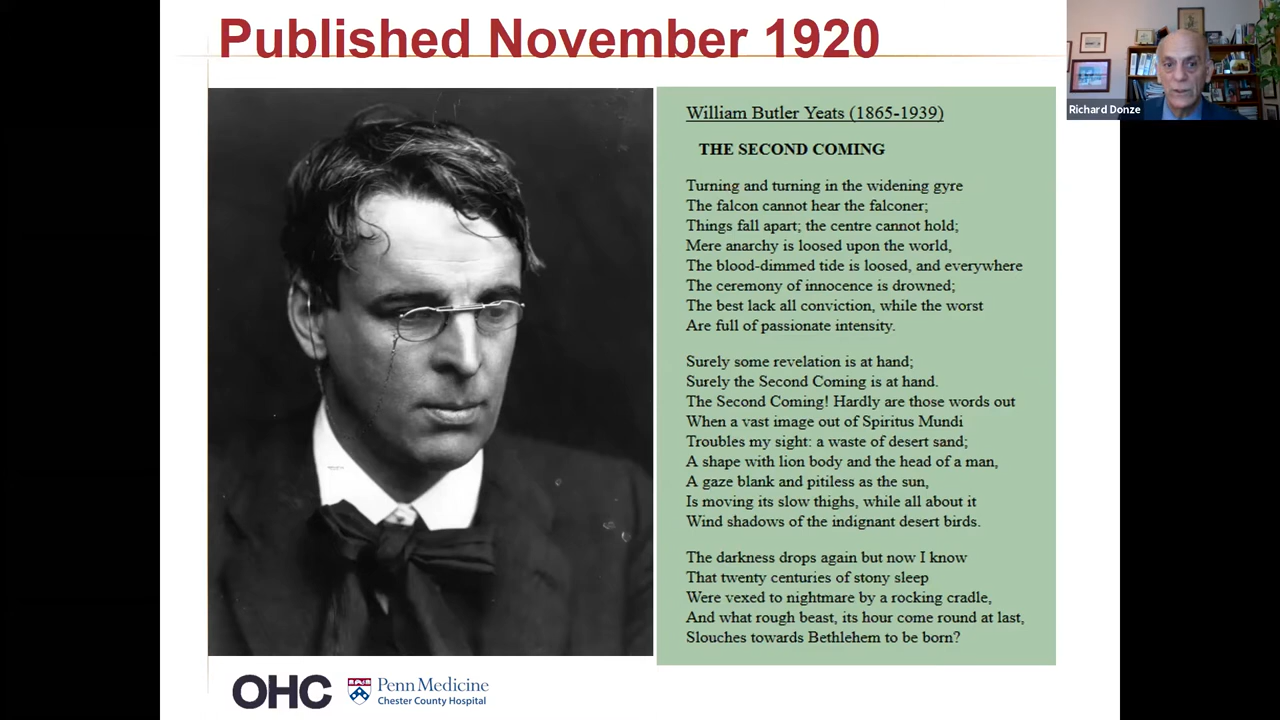 Published November 1920
Richard Donze
William Butler Yeats (1865-1939)
THE SECOND COMING
Turning and turning in the widening gyre
The falcon cannot hear the falconer;
Things fall apart; the centre cannot hold;
Mere anarchy is loosed upon the world,
The blood-dimmed tide is loosed, and everywhere
The ceremony of innocence is drowned;
The best lack all conviction, while the worst
Are full of passionate intensity.
Surely some revelation is at hand;
Surely the Second Coming is at hand.
The Second Coming! Hardly are those words out
When a vast image out of Spiritus Mundi
Troubles my sight: a waste of desert sand;
A shape with lion body and the head of a man,
A gaze blank and pitiless as the sun,
Is moving its slow thighs, while all about it
Wind shadows of the indignant desert birds.
The darkness drops again but now I know
That twenty centuries of stony sleep
Were vexed to nightmare by a rocking cradle,
And what rough beast, its hour come round at last,
Slouches towards Bethlehem to be born?
OHC
Penn Medicine
Chester County Hospital